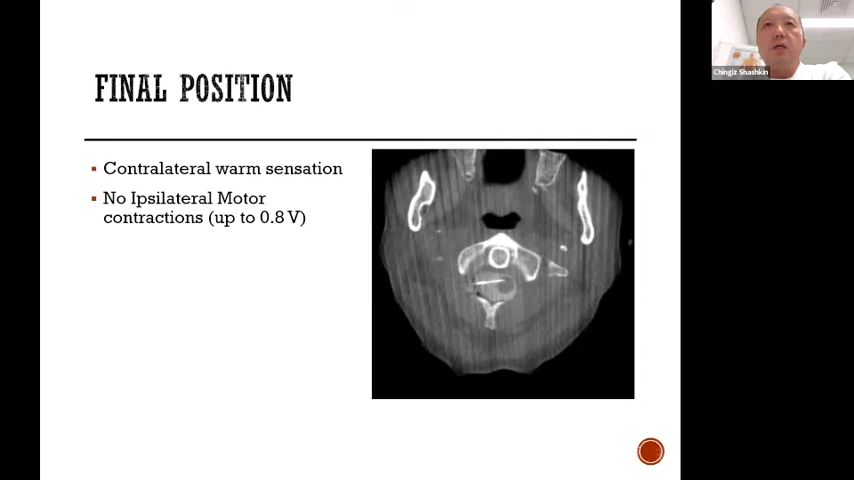 FINAL POSITION
Contralateral warm sensation
No Ipsilateral Motor
contractions (up to 0.8 V)
Chingiz Shashkin